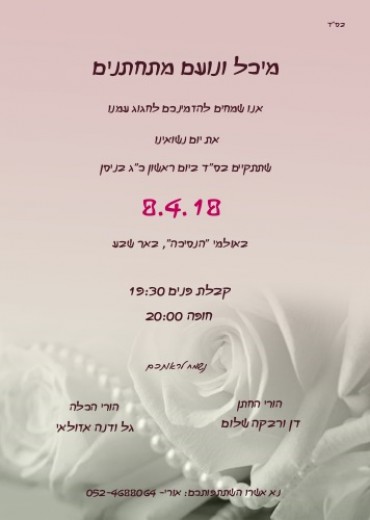 בס"ד
מיכל ונועם מתחתנים
אנו שמחים להזמינכם לחגוג עמנו
את יום נשואינו
שתתקיים בס"ד ביום ראשון כ"ג בניסן
8.4.18
באולמי "הנסיכה", באר שבע
קבלת פנים 19:30
חופה 20:00
נשמח לראותכם
הורי החתן
דן ורבקה שלום
הורי הכלה
גל ודנה אזולאי
נא אשרו השתתפותכם: אורי- 052-4688064